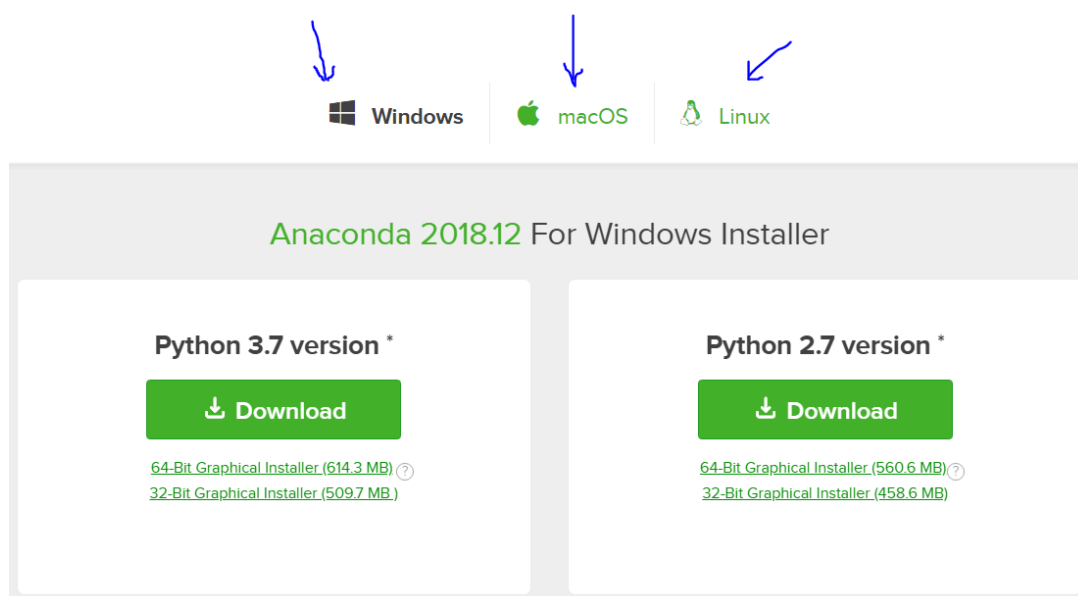 Windows macOS Linux
Anaconda 2018.12 For Windows Installer
Python 3.7 version *
Download
64-Bit Graphical Installer (614.3 MB) ?
32-Bit Graphical Installer (509.7 MB )
Python 2.7 version *
Download
64-Bit Graphical Installer (560.6 MB) ?
32-Bit Graphical Installer (458.6 MB)